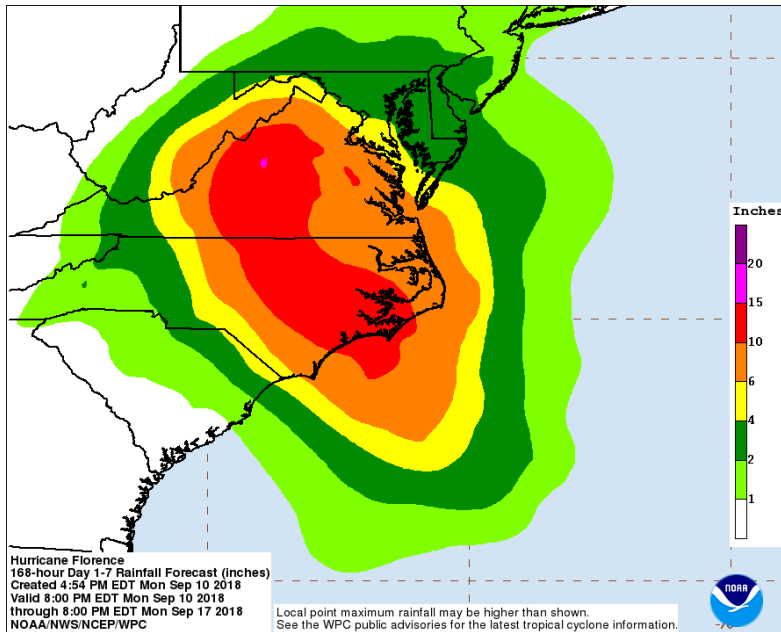 Inches
20
15
10
6
4
2
1
Hurricane Florence
168-hour Day 1-7 Rainfall Forecast (inches)
Created 4:54 PM EDT Mon Sep 10 2018
Valid 8:00 PM EDT Mon Sep 10 2018
through 8:00 PM EDT Mon Sep 17 2018
NOAA/NWS/NCEP/WPC
Local point maximum rainfall may be higher than shown.
See the WPC public advisories for the latest tropical cyclone information.
NOAA